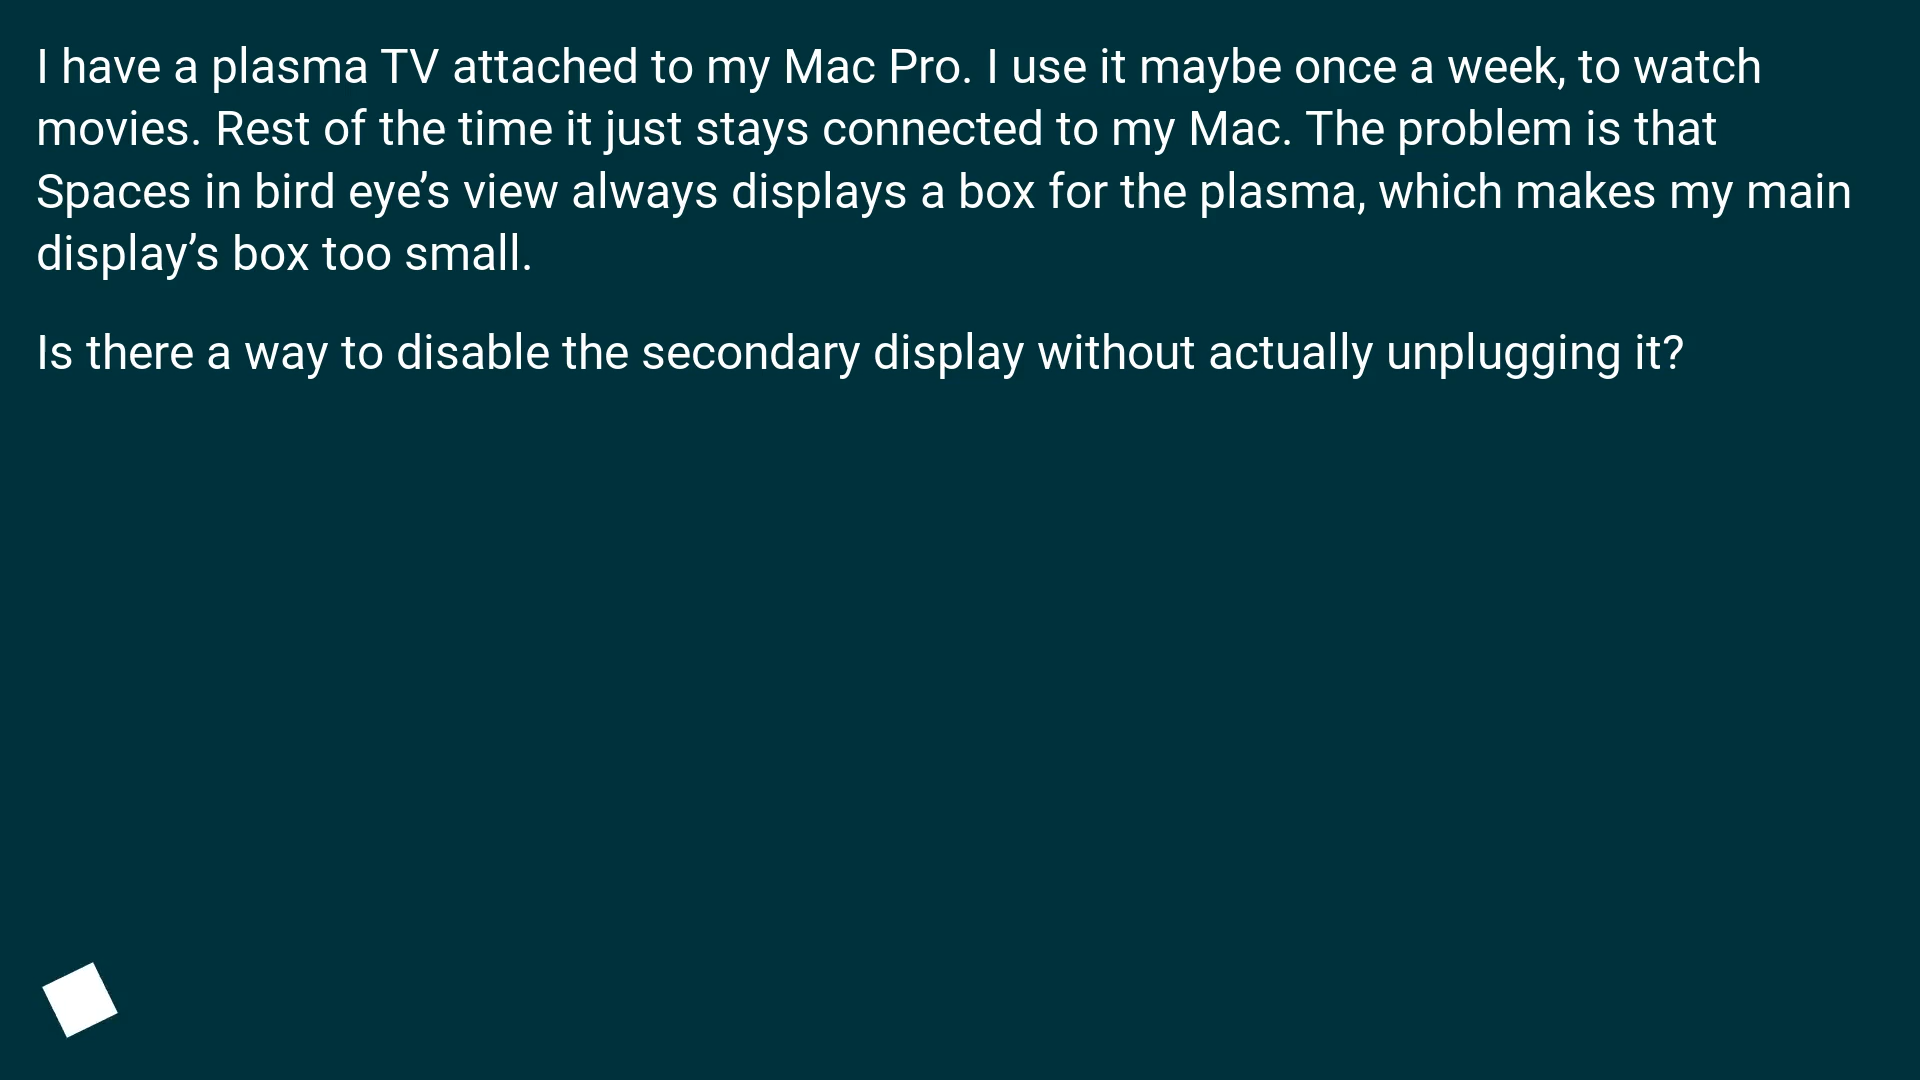 I have a plasma TV attached to my Mac Pro. I use it maybe once a week, to watch
movies. Rest of the time it just stays connected to my Mac. The problem is that
Spaces in bird eye’s view always displays a box for the plasma, which makes my main
display’s box too small.
Is there a way to disable the secondary display without actually unplugging it?